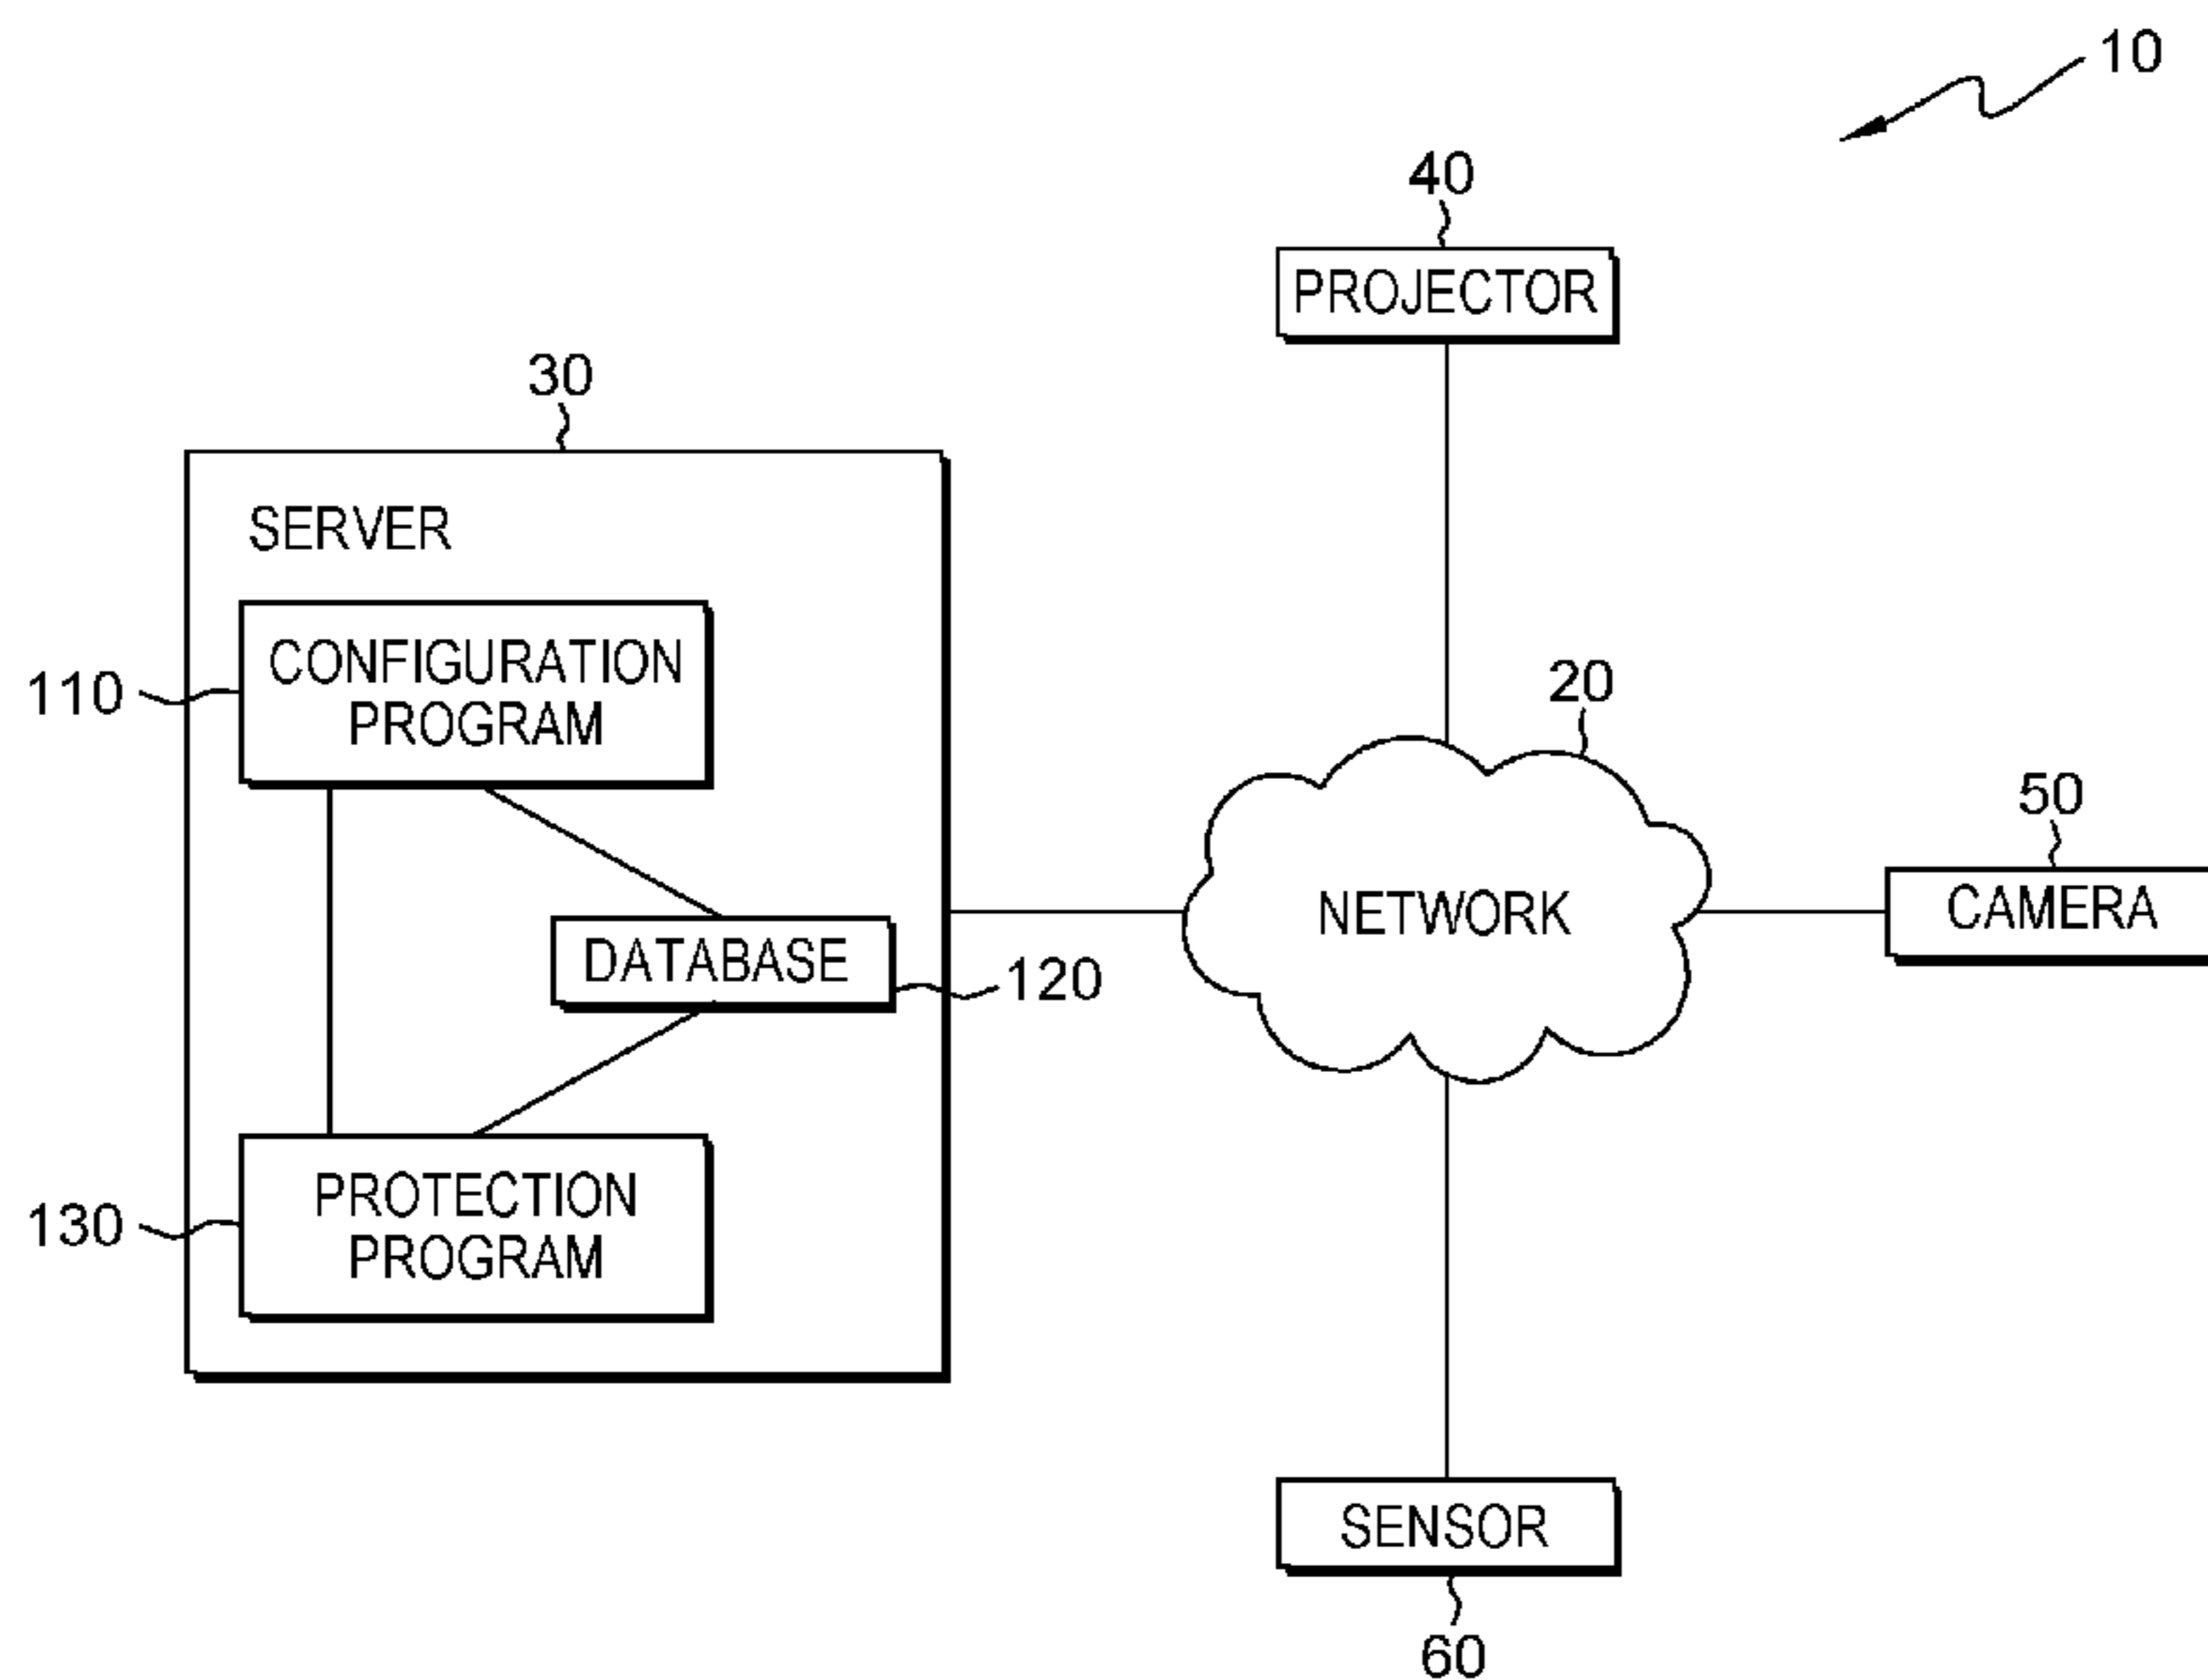 10
40
PROJECTOR
30
SERVER
CONFIGURATION
PROGRAM
110
20
50
CAMERA
NETWORK
DATABASE
120
PROTECTION
PROGRAM
130
SENSOR
60